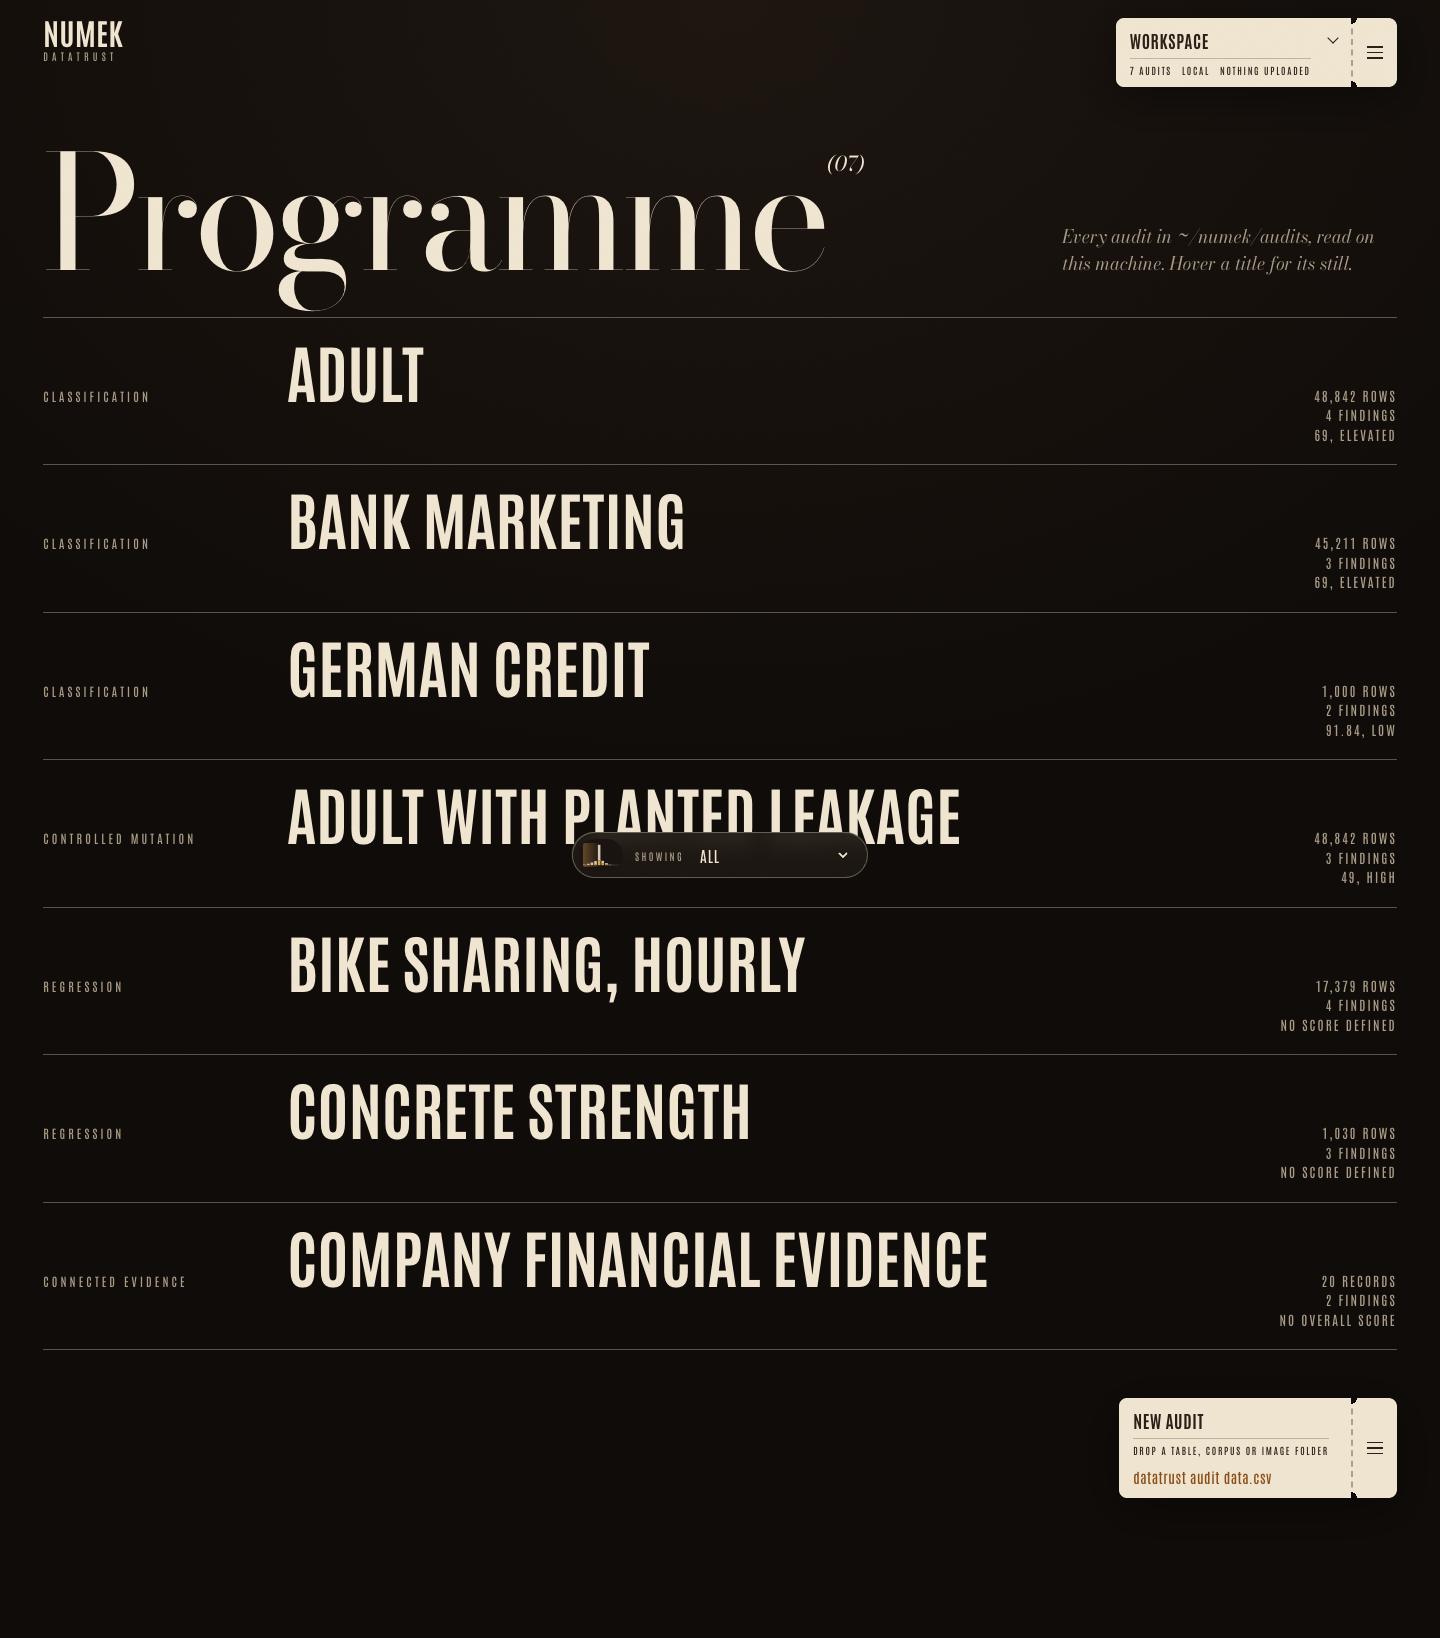 NUMEK
DATATRUST
WORKSPACE
7 AUDITS LOCAL NOTHING UPLOADED
Programme (07)
Every audit in ~/numek/audits, read on
this machine. Hover a title for its still.
ADULT
CLASSIFICATION
48,842 ROWS
4 FINDINGS
69, ELEVATED
BANK MARKETING
CLASSIFICATION
45,211 ROWS
3 FINDINGS
69, ELEVATED
GERMAN CREDIT
CLASSIFICATION
1,000 ROWS
2 FINDINGS
91.84, LOW
ADULT WITH PLANTED LEAKAGE
CONTROLLED MUTATION
48,842 ROWS
3 FINDINGS
49, HIGH
SHOWING ALL
BIKE SHARING, HOURLY
REGRESSION
17,379 ROWS
4 FINDINGS
NO SCORE DEFINED
CONCRETE STRENGTH
REGRESSION
1,030 ROWS
3 FINDINGS
NO SCORE DEFINED
COMPANY FINANCIAL EVIDENCE
CONNECTED EVIDENCE
20 RECORDS
2 FINDINGS
NO OVERALL SCORE
NEW AUDIT
DROP A TABLE, CORPUS OR IMAGE FOLDER
datatrust audit data.csv